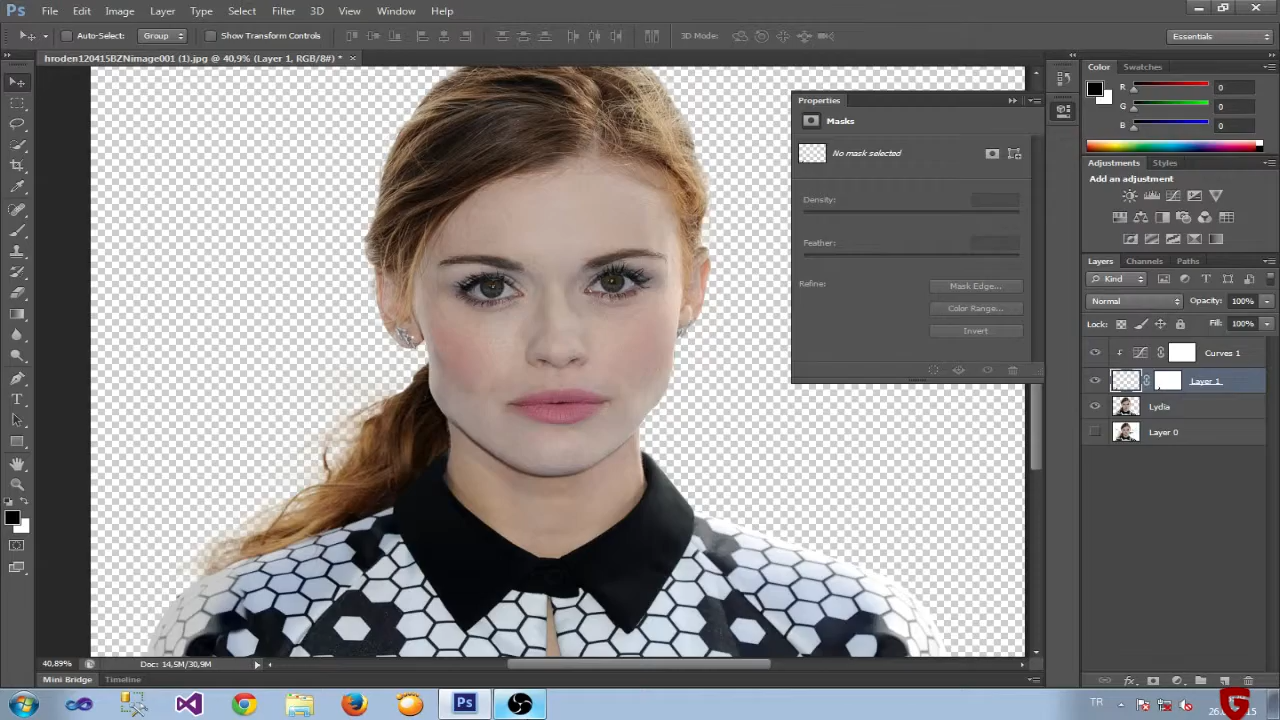 Ps File Edit Image Layer Type Select Filter 3D View Window Help
Auto-Select: Group Show Transform Controls 3D Mode: Essentials
hroden120415BZNimage001 (1).jpg @ 40,9% (Layer 1, RGB/8#) *
Color Swatches
R 0
G 0
B 0
Properties
Masks
No mask selected
Density:
Feather:
Refine:
Mask Edge...
Color Range...
Invert
Adjustments Styles
Add an adjustment
Layers Channels Paths
Kind
Normal Opacity: 100%
Lock: Fill: 100%
Curves 1
Layer 1
Lydia
Layer 0
40,89% Doc: 14,5M/30,9M
Mini Bridge Timeline
Ps TR